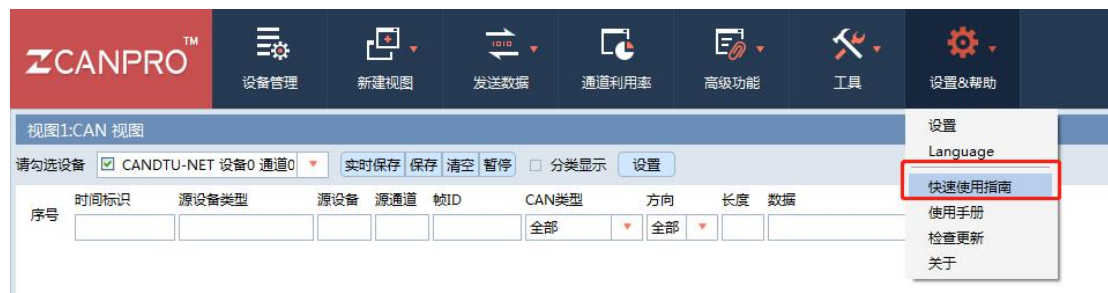 ZCANPRO™
设备管理
新建视图
发送数据
通道利用率
高级功能
工具
设置&帮助
视图1:CAN 视图
请勾选设备 CANDTU-NET 设备0 通道0 实时保存 保存 清空 暂停 分类显示 设置
序号 时间标识 源设备类型 源设备 源通道 帧ID CAN类型 方向 长度 数据
全部 全部
设置
Language
快速使用指南
使用手册
检查更新
关于